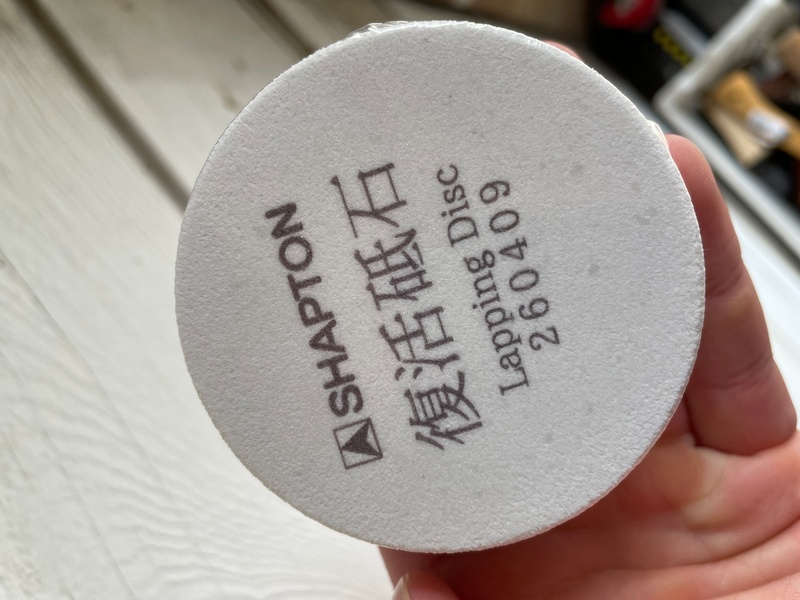 SHAPTON
復活砥石
Lapping Disc
260409